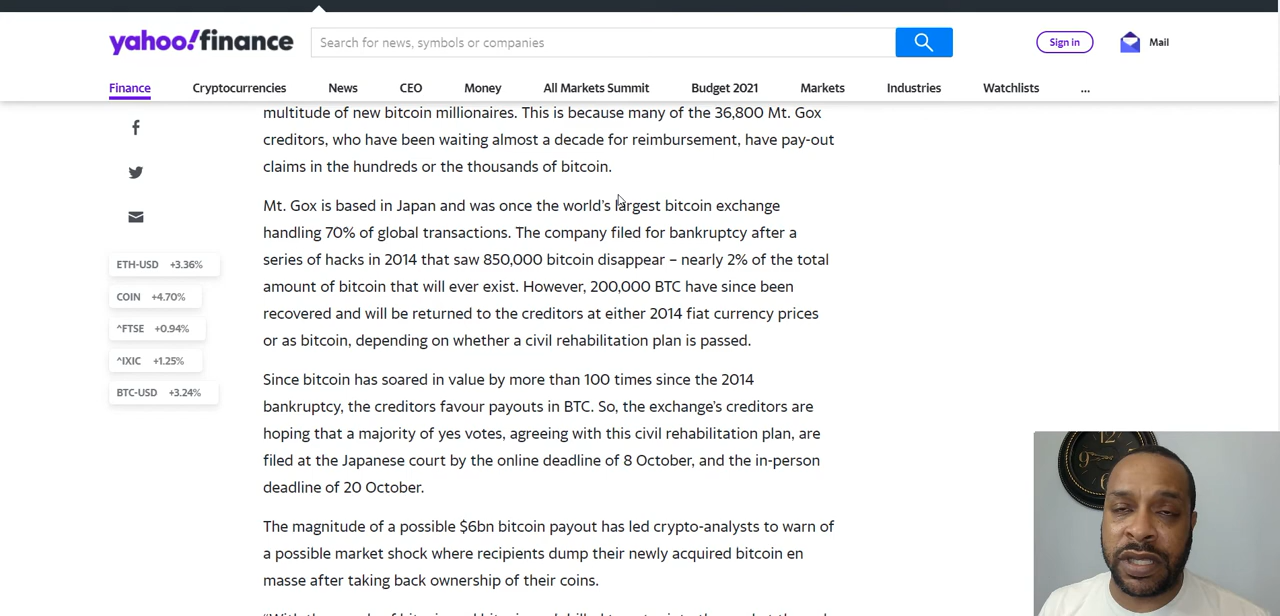 yahoo!finance
Search for news, symbols or companies
Sign in
Mail
Finance Cryptocurrencies News CEO Money All Markets Summit Budget 2021 Markets Industries Watchlists ...
multitude of new bitcoin millionaires. This is because many of the 36,800 Mt. Gox
creditors, who have been waiting almost a decade for reimbursement, have pay-out
claims in the hundreds or the thousands of bitcoin.
Mt. Gox is based in Japan and was once the world's largest bitcoin exchange
handling 70% of global transactions. The company filed for bankruptcy after a
series of hacks in 2014 that saw 850,000 bitcoin disappear – nearly 2% of the total
amount of bitcoin that will ever exist. However, 200,000 BTC have since been
recovered and will be returned to the creditors at either 2014 fiat currency prices
or as bitcoin, depending on whether a civil rehabilitation plan is passed.
Since bitcoin has soared in value by more than 100 times since the 2014
bankruptcy, the creditors favour payouts in BTC. So, the exchange's creditors are
hoping that a majority of yes votes, agreeing with this civil rehabilitation plan, are
filed at the Japanese court by the online deadline of 8 October, and the in-person
deadline of 20 October.
The magnitude of a possible $6bn bitcoin payout has led crypto-analysts to warn of
a possible market shock where recipients dump their newly acquired bitcoin en
masse after taking back ownership of their coins.
ETH-USD +3.36%
COIN +4.70%
^FTSE +0.94%
^IXIC +1.25%
BTC-USD +3.24%
12
9